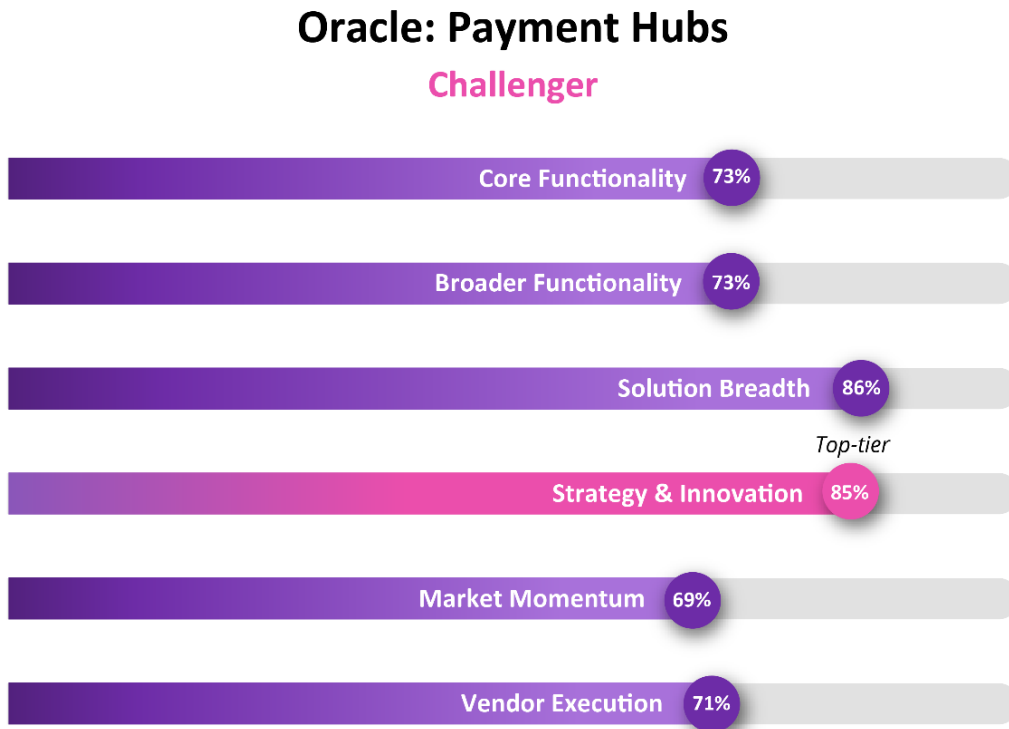 Oracle: Payment Hubs
Challenger
Core Functionality 73%
Broader Functionality 73%
Solution Breadth 86%
Top-tier
Strategy & Innovation 85%
Market Momentum 69%
Vendor Execution 71%